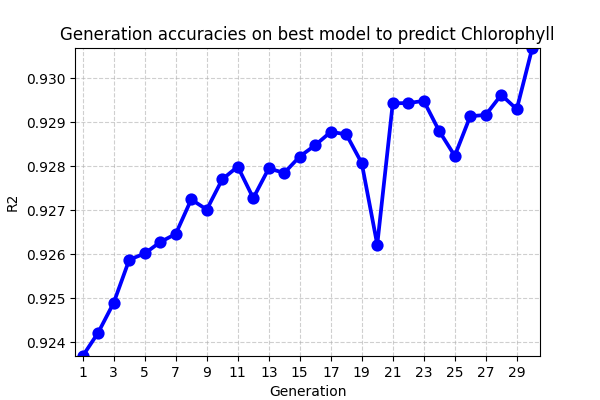 Generation accuracies on best model to predict Chlorophyll
0.930
0.929
0.928
0.927
0.926
0.925
0.924
R2
1 3 5 7 9 11 13 15 17 19 21 23 25 27 29
Generation